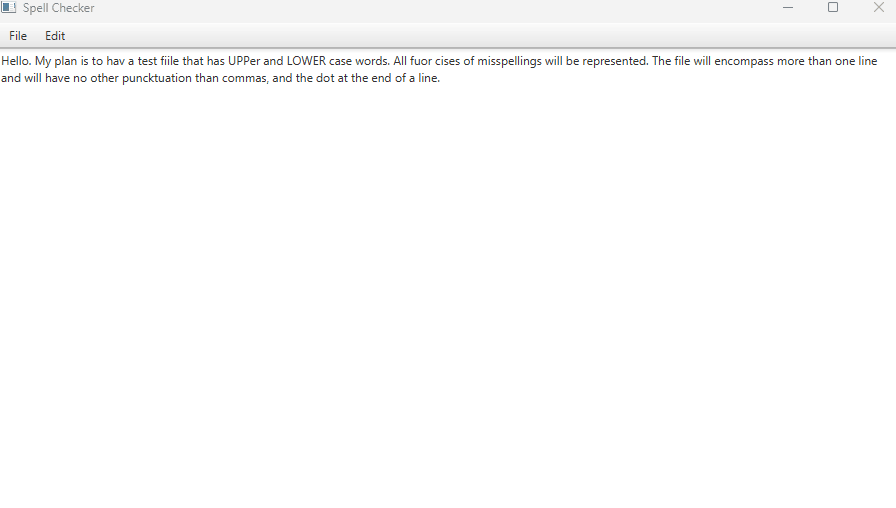 Spell Checker
File Edit
Hello. My plan is to hav a test fiile that has UPPer and LOWER case words. All fuor cises of misspellings will be represented. The file will encompass more than one line
and will have no other puncktuation than commas, and the dot at the end of a line.